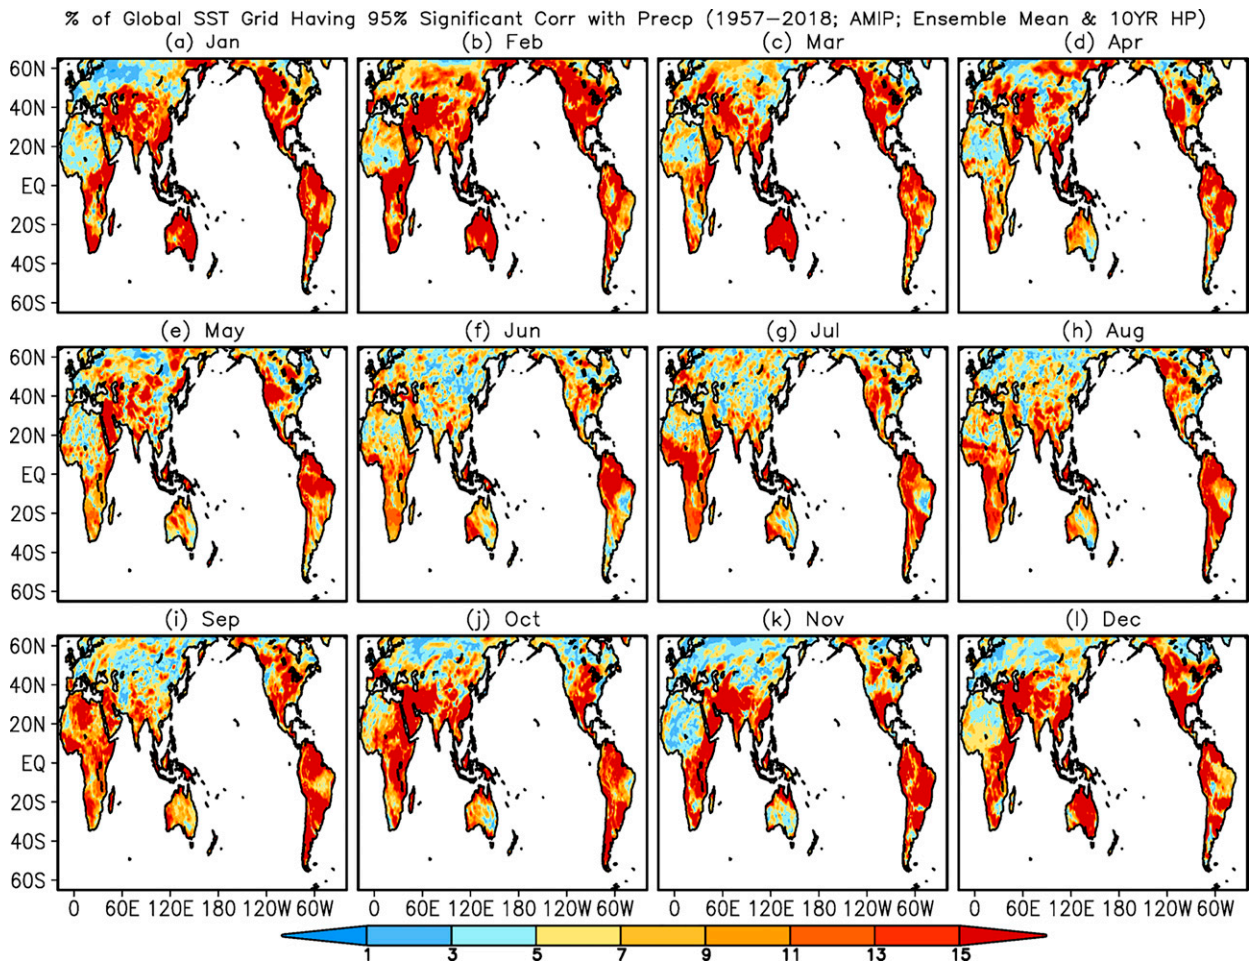 % of Global SST Grid Having 95% Significant Corr with Precp (1957−2018; AMIP; Ensemble Mean & 10YR HP)
(a) Jan (b) Feb (c) Mar (d) Apr
60N
40N
20N
EQ
20S
40S
60S
(e) May (f) Jun (g) Jul (h) Aug
60N
40N
20N
EQ
20S
40S
60S
(i) Sep (j) Oct (k) Nov (l) Dec
60N
40N
20N
EQ
20S
40S
60S
0 60E 120E 180 120W 60W 0 60E 120E 180 120W 60W 0 60E 120E 180 120W 60W 0 60E 120E 180 120W 60W
1 3 5 7 9 11 13 15